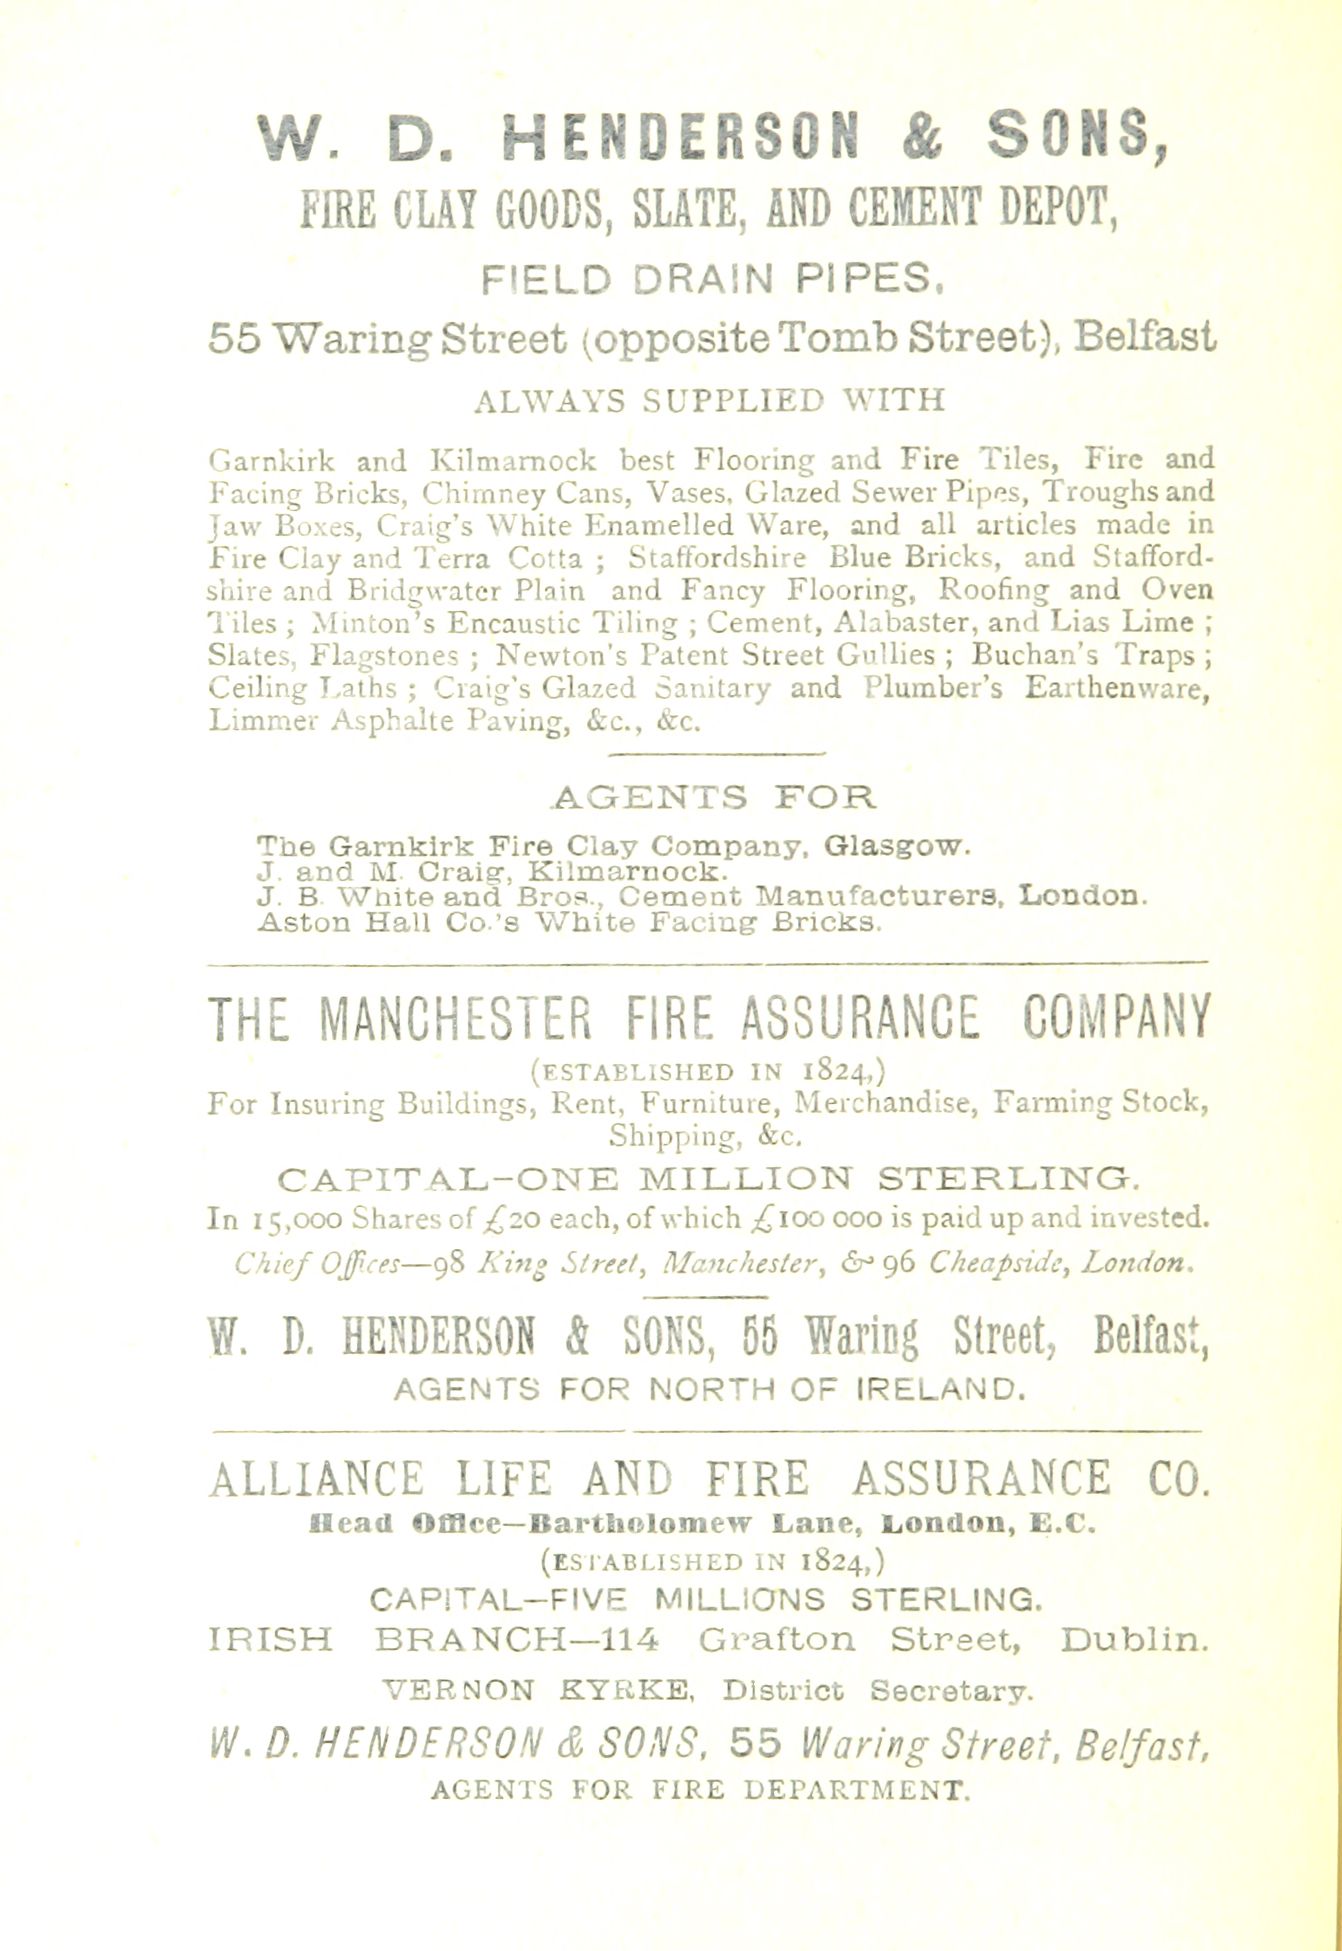 W. D. HENDERSON & SONS,
FIRE CLAY GOODS, SLATE, AND CEMENT DEPOT,
FIELD DRAIN PIPES,
55 Waring Street (opposite Tomb Street), Belfast
ALWAYS SUPPLIED WITH
Garnkirk and Kilmarnock best Flooring and Fire Tiles, Fire and
Facing Bricks, Chimney Cans, Vases, Glazed Sewer Pipes, Troughs and
Jaw Boxes, Craig's White Enamelled Ware, and all articles made in
Fire Clay and Terra Cotta ; Staffordshire Blue Bricks, and Stafford-
shire and Bridgwater Plain and Fancy Flooring, Roofing and Oven
Tiles ; Minton's Encaustic Tiling ; Cement, Alabaster, and Lias Lime ;
Slates, Flagstones ; Newton's Patent Street Gullies ; Buchan's Traps ;
Ceiling Laths ; Craig's Glazed Sanitary and Plumber's Earthenware,
Limmer Asphalte Paving, &c., &c.
AGENTS FOR
The Garnkirk Fire Clay Company, Glasgow.
J. and M. Craig, Kilmarnock.
J. B. White and Bros., Cement Manufacturers, London.
Aston Hall Co.'s White Facing Bricks.
THE MANCHESTER FIRE ASSURANCE COMPANY
(ESTABLISHED IN 1824,)
For Insuring Buildings, Rent, Furniture, Merchandise, Farming Stock,
Shipping, &c.
CAPITAL–ONE MILLION STERLING.
In 15,000 Shares of £20 each, of which £100 000 is paid up and invested.
Chief Offices—98 King Street, Manchester, & 96 Cheapside, London.
W. D. HENDERSON & SONS, 55 Waring Street, Belfast,
AGENTS FOR NORTH OF IRELAND.
ALLIANCE LIFE AND FIRE ASSURANCE CO.
Head Office–Bartholomew Lane, London, E.C.
(ESTABLISHED IN 1824,)
CAPITAL–FIVE MILLIONS STERLING.
IRISH BRANCH–114 Grafton Street, Dublin.
VERNON KYRKE, District Secretary.
W. D. HENDERSON & SONS, 55 Waring Street, Belfast,
AGENTS FOR FIRE DEPARTMENT.